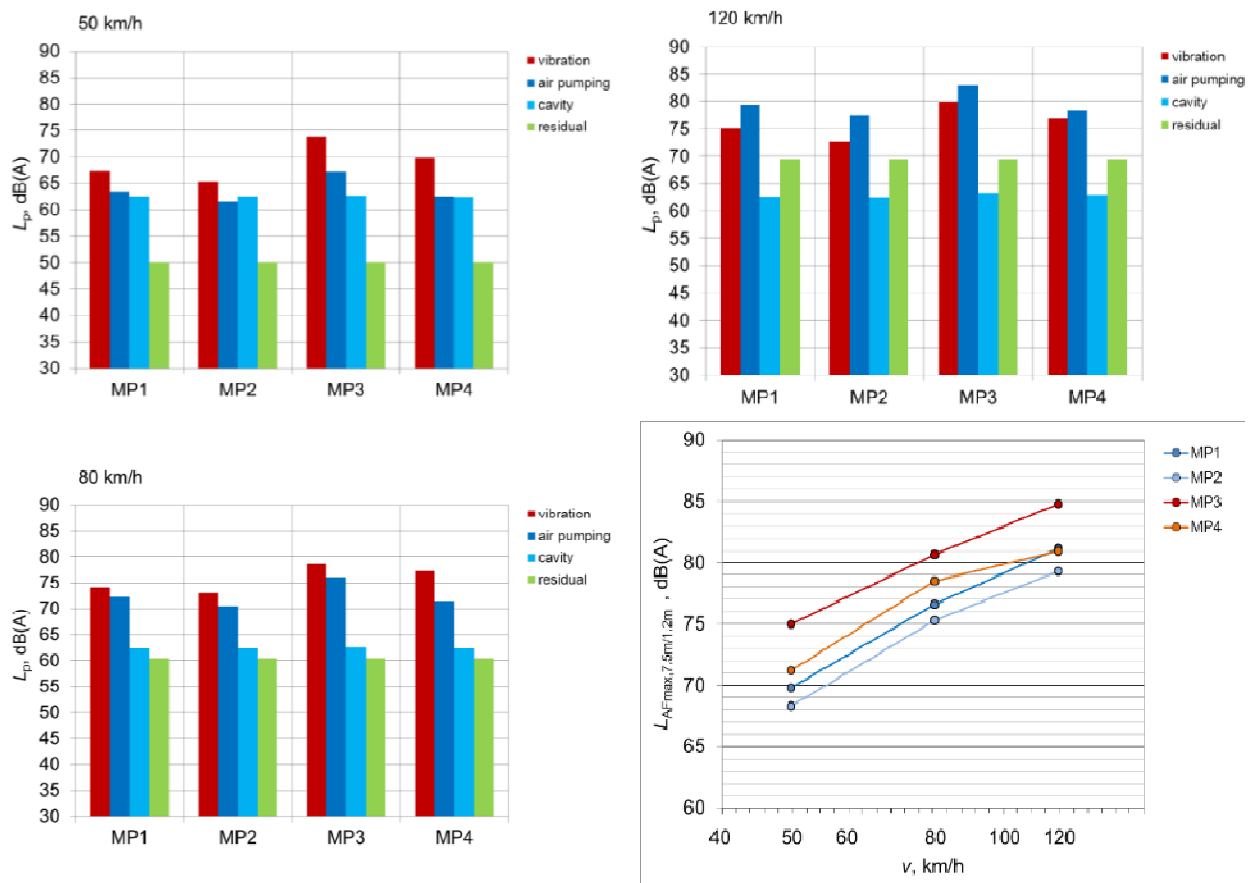 50 km/h
90
85
80
75
70
65
60
55
50
45
40
35
30
Lp, dB(A)
MP1 MP2 MP3 MP4
vibration
air pumping
cavity
residual
120 km/h
90
85
80
75
70
65
60
55
50
45
40
35
30
Lp, dB(A)
MP1 MP2 MP3 MP4
vibration
air pumping
cavity
residual
80 km/h
90
85
80
75
70
65
60
55
50
45
40
35
30
Lp, dB(A)
MP1 MP2 MP3 MP4
vibration
air pumping
cavity
residual
90
85
80
75
70
65
60
LAFmax,7.5m/1.2m , dB(A)
40 50 60 80 100 120
v, km/h
MP1
MP2
MP3
MP4